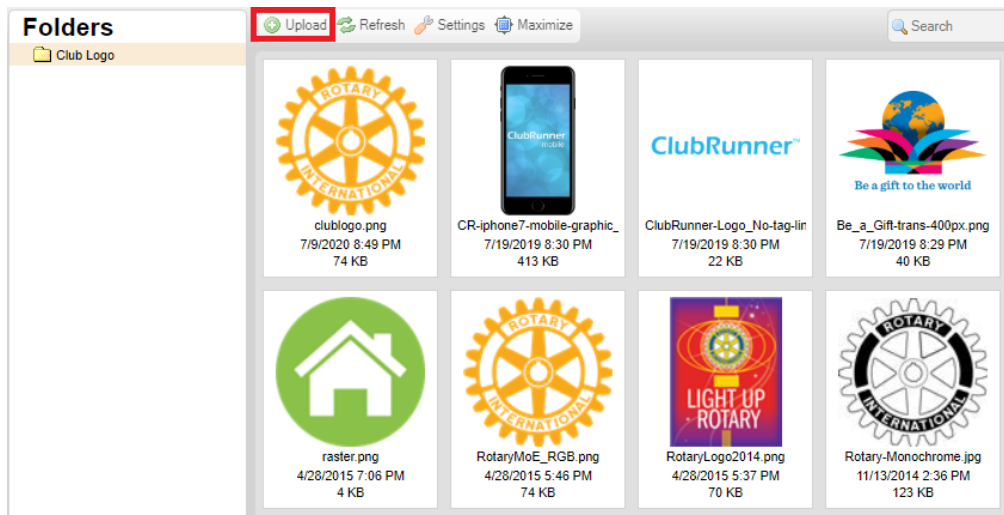 Folders
Club Logo
Upload Refresh Settings Maximize Search
ROTARY
INTERNATIONAL
ClubRunner
mobile
ClubRunner™
Be a gift to the world
clublogo.png
7/9/2020 8:49 PM
74 KB
CR-iphone7-mobile-graphic_
7/19/2019 8:30 PM
413 KB
ClubRunner-Logo_No-tag-lin
7/19/2019 8:30 PM
22 KB
Be_a_Gift-trans-400px.png
7/19/2019 8:29 PM
40 KB
ROTARY
INTERNATIONAL
LIGHT UP
ROTARY
ROTARY
INTERNATIONAL
raster.png
4/28/2015 7:06 PM
4 KB
RotaryMoE_RGB.png
4/28/2015 5:46 PM
74 KB
RotaryLogo2014.png
4/28/2015 5:37 PM
70 KB
Rotary-Monochrome.jpg
11/13/2014 2:36 PM
123 KB